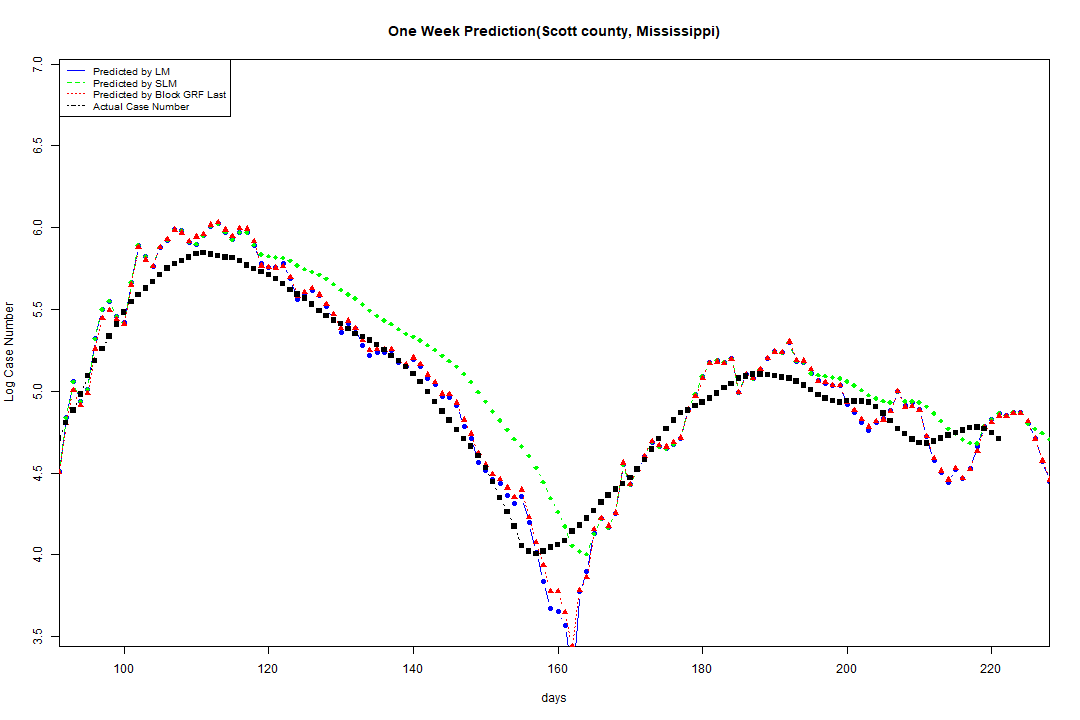 One Week Prediction(Scott county, Mississippi)
7.0
Predicted by LM
Predicted by SLM
Predicted by Block GRF Last
Actual Case Number
6.5
6.0
5.5
5.0
4.5
4.0
3.5
Log Case Number
100 120 140 160 180 200 220
days